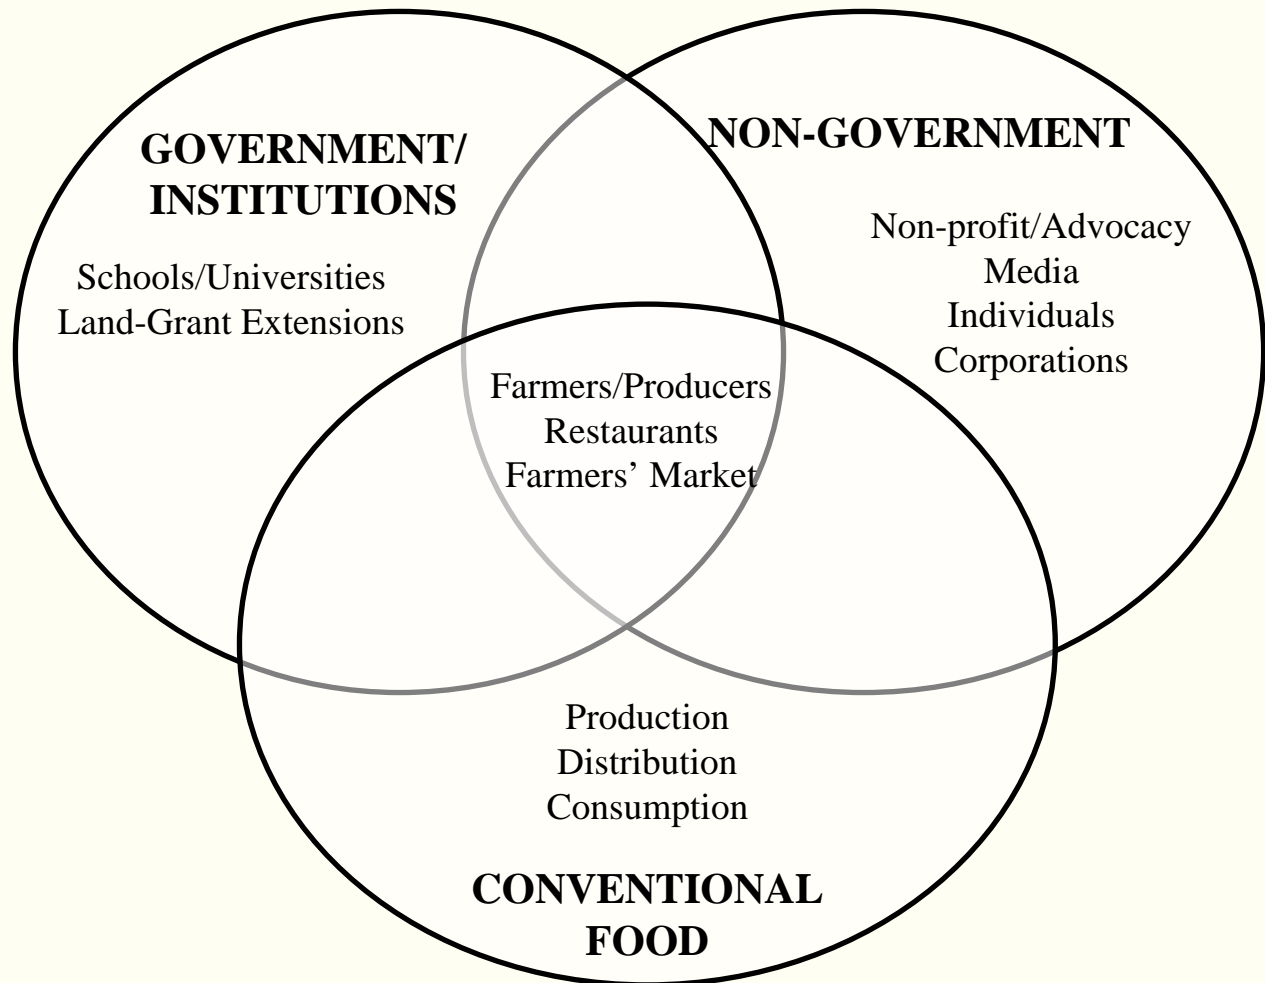 GOVERNMENT/
INSTITUTIONS
Schools/Universities
Land-Grant Extensions
NON-GOVERNMENT
Non-profit/Advocacy
Media
Individuals
Corporations
Farmers/Producers
Restaurants
Farmers’ Market
Production
Distribution
Consumption
CONVENTIONAL
FOOD